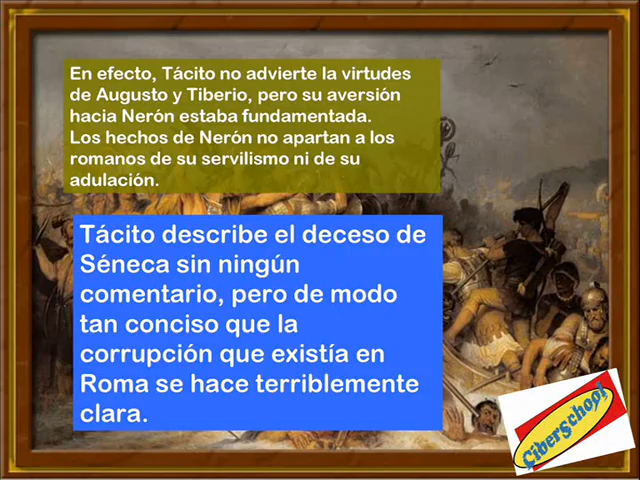 En efecto, Tácito no advierte la virtudes
de Augusto y Tiberio, pero su aversión
hacia Nerón estaba fundamentada.
Los hechos de Nerón no apartan a los
romanos de su servilismo ni de su
adulación.
Tácito describe el deceso de
Séneca sin ningún
comentario, pero de modo
tan conciso que la
corrupción que existía en
Roma se hace terriblemente
clara.
Ciberschool